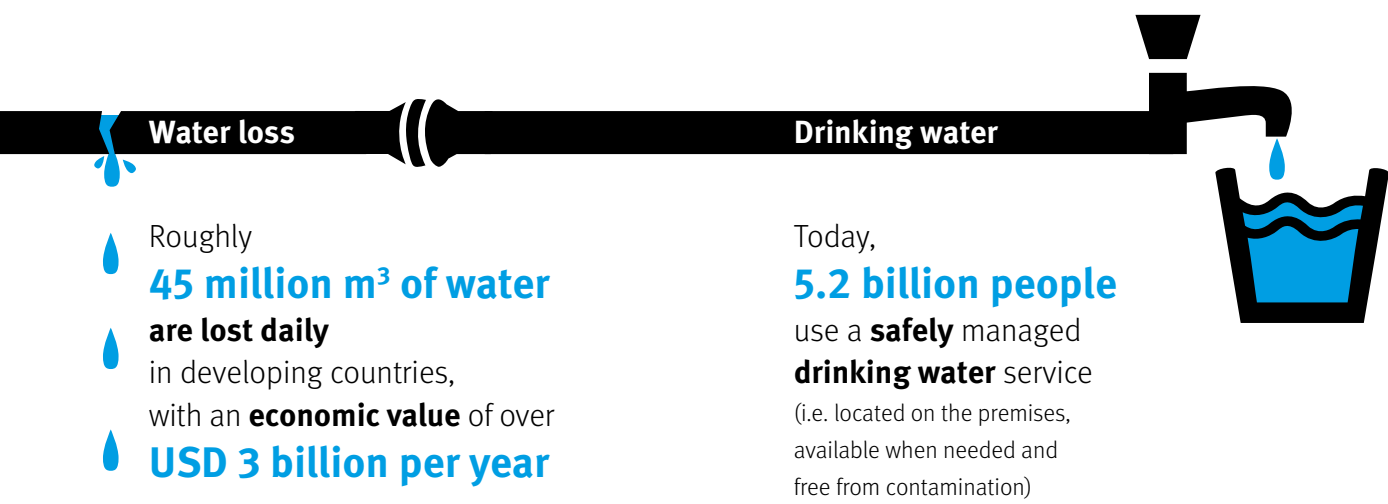 Water loss
Roughly
45 million m³ of water
are lost daily
in developing countries,
with an economic value of over
USD 3 billion per year
Drinking water
Today,
5.2 billion people
use a safely managed
drinking water service
(i.e. located on the premises,
available when needed and
free from contamination)